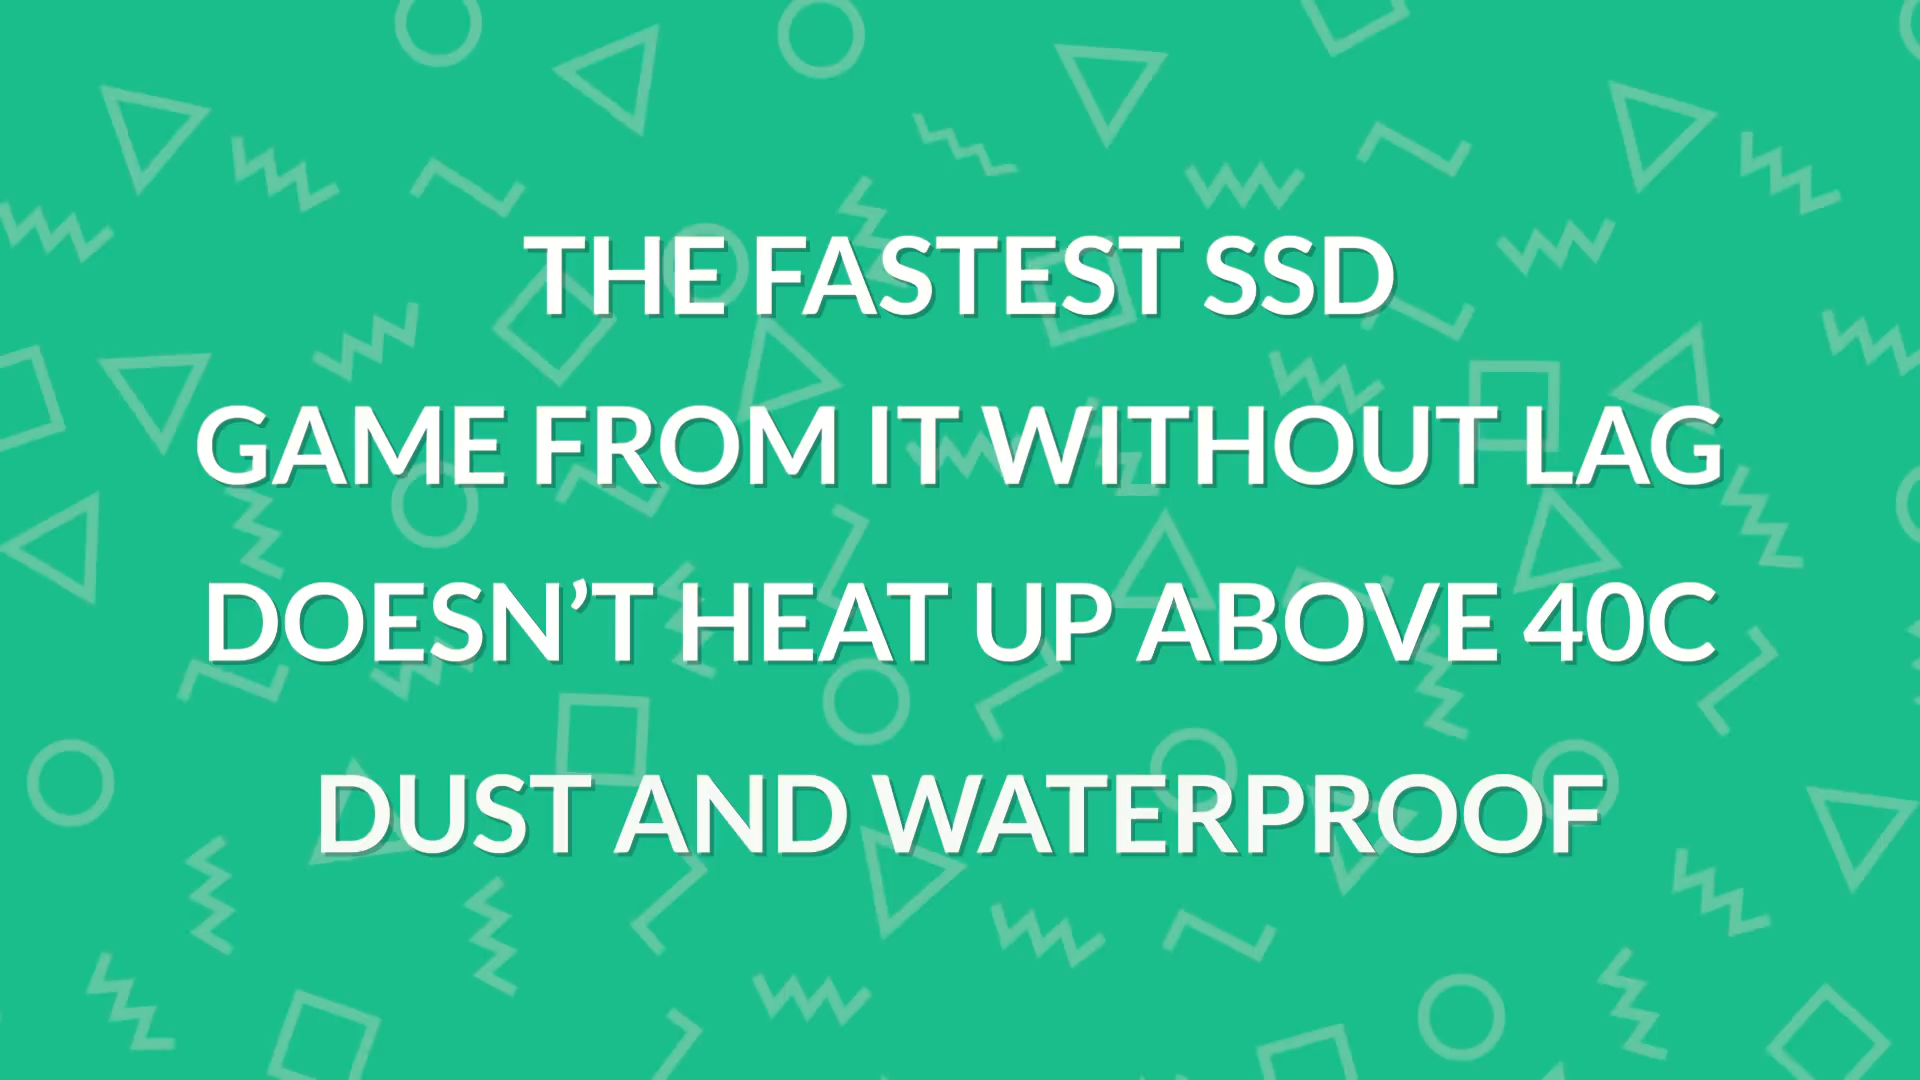 THE FASTEST SSD
GAME FROM IT WITHOUT LAG
DOESN’T HEAT UP ABOVE 40C
DUST AND WATERPROOF